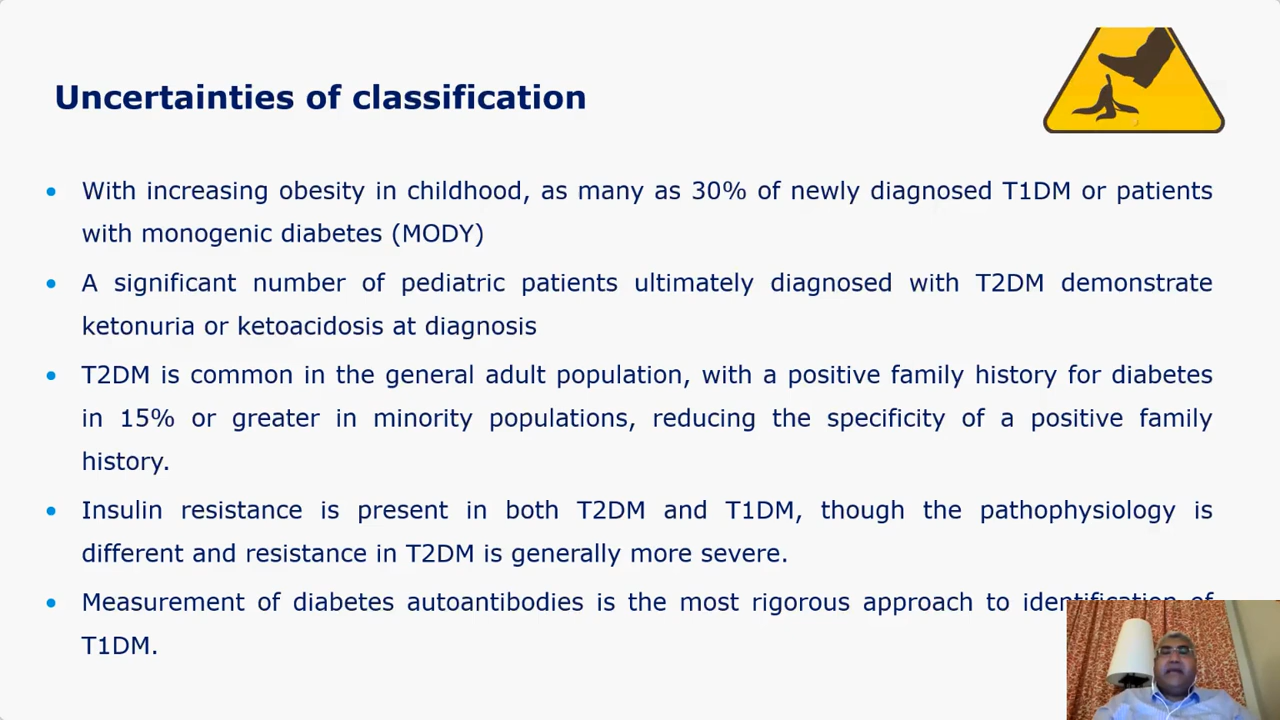 Uncertainties of classification
• With increasing obesity in childhood, as many as 30% of newly diagnosed T1DM or patients
with monogenic diabetes (MODY)
• A significant number of pediatric patients ultimately diagnosed with T2DM demonstrate
ketonuria or ketoacidosis at diagnosis
• T2DM is common in the general adult population, with a positive family history for diabetes
in 15% or greater in minority populations, reducing the specificity of a positive family
history.
• Insulin resistance is present in both T2DM and T1DM, though the pathophysiology is
different and resistance in T2DM is generally more severe.
• Measurement of diabetes autoantibodies is the most rigorous approach to identification of
T1DM.